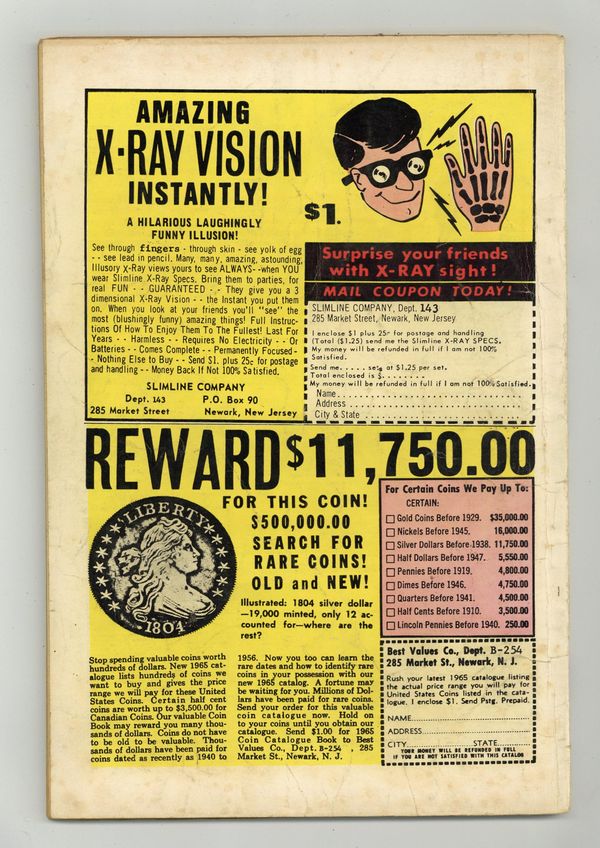 AMAZING
X-RAY VISION
INSTANTLY!
A HILARIOUS LAUGHINGLY
FUNNY ILLUSION!
See through fingers - through skin - see yolk of egg
- - see lead in pencil. Many, many, amazing, astounding,
Illusory X-Ray views yours to see ALWAYS - -when YOU
wear Slimline X-Ray Specs. Bring them to parties, for
real FUN - - GUARANTEED - - They give you a 3
dimensional X-Ray Vision - - the Instant you put them
on. When you look at your friends you'll "see" the
most (blushingly funny) amazing things! Full Instruc-
tions Of How To Enjoy Them To The Fullest! Last For
Years - - Harmless - - Requires No Electricity - - Or
Batteries - - Comes Complete - - Permanently Focused-
- - Nothing Else to Buy - - Send $1. plus 25¢ for postage
and handling - - Money Back If Not 100% Satisfied.
SLIMLINE COMPANY
Dept. 143 P.O. Box 90
285 Market Street Newark, New Jersey
$1.
Surprise your friends
with X-RAY sight!
MAIL COUPON TODAY!
SLIMLINE COMPANY, Dept. 143
285 Market Street, Newark, New Jersey
I enclose $1 plus 25¢ for postage and handling
(Total ($1.25) send me the Slimline X-RAY SPECS.
My money will be refunded in full if I am not 100%
Satisfied.
Send me..... sets at $1.25 per set.
Total enclosed is $........
My money will be refunded in full if I am not 100% Satisfied.
Name
Address
City & State
REWARD $11,750.00
FOR THIS COIN!
$500,000.00
SEARCH FOR
RARE COINS!
OLD and NEW!
LIBERTY
1804
Illustrated: 1804 silver dollar
—19,000 minted, only 12 ac-
counted for—where are the
rest?
Stop spending valuable coins worth
hundreds of dollars. New 1965 cat-
alogue lists hundreds of coins we
want to buy and gives the price
range we will pay for these United
States Coins. Certain half cent
coins are worth up to $3,500.00 for
Canadian Coins. Our valuable Coin
Book may reward you many thou-
sands of dollars. Coins do not have
to be old to be valuable. Thou-
sands of dollars have been paid for
coins dated as recently as 1940 to
1956. Now you too can learn the
rare dates and how to identify rare
coins in your possession with our
new 1965 catalog. A fortune may
be waiting for you. Millions of Dol-
lars have been paid for rare coins.
Send your order for this valuable
coin catalogue now. Hold on
to your coins until you obtain our
catalogue. Send $1.00 for 1965
Coin Catalogue Book to Best
Values Co., Dept. B-254 , 285
Market St., Newark, N. J.
For Certain Coins We Pay Up To:
CERTAIN:
Gold Coins Before 1929. $35,000.00
Nickels Before 1945. 16,000.00
Silver Dollars Before 1938. 11,750.00
Half Dollars Before 1947. 5,550.00
Pennies Before 1919. 4,800.00
Dimes Before 1946. 4,750.00
Quarters Before 1941. 4,500.00
Half Cents Before 1910. 3,500.00
Lincoln Pennies Before 1940. 250.00
Best Values Co., Dept. B-254
285 Market St., Newark, N. J.
Rush your latest 1965 catalogue listing
the actual price range you will pay for
United States Coins listed in the cata-
logue. I enclose $1. Send Pstg. Prepaid.
NAME
ADDRESS
CITY STATE
YOUR MONEY WILL BE REFUNDED IN FULL
IF YOU ARE NOT SATISFIED WITH THIS CATALOG